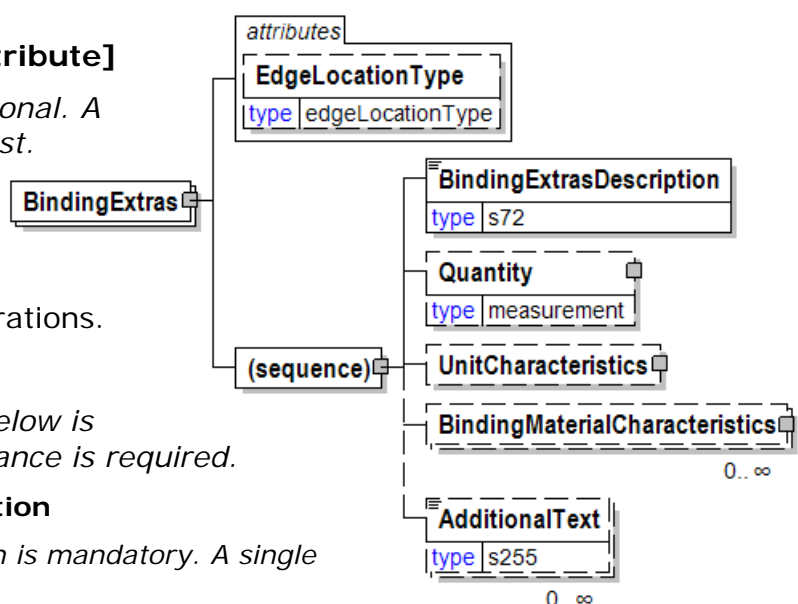 tribute]
onal. A
st.
rations.
elow is
ance is required.
tion
n is mandatory. A single
BindingExtras
attributes
EdgeLocationType
type edgeLocationType
(sequence)
BindingExtrasDescription
type s72
Quantity
type measurement
UnitCharacteristics
BindingMaterialCharacteristics
0.. ∞
AdditionalText
type s255
0.. ∞